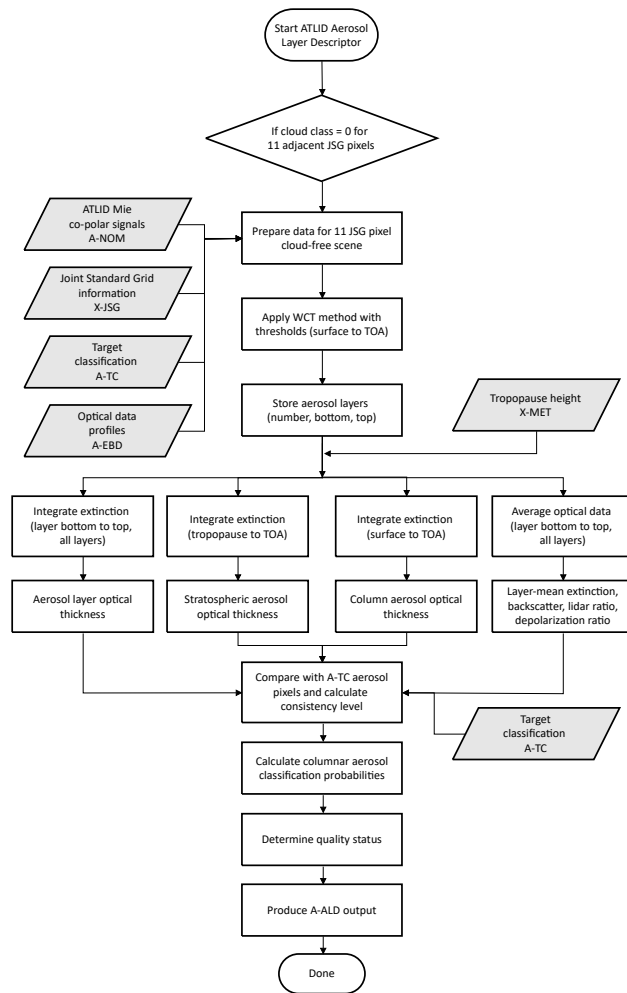 Start ATLID Aerosol
Layer Descriptor
If cloud class = 0 for
11 adjacent JSG pixels
ATLID Mie
co-polar signals
A-NOM
Prepare data for 11 JSG pixel
cloud-free scene
Joint Standard Grid
information
X-JSG
Apply WCT method with
thresholds (surface to TOA)
Target
classification
A-TC
Store aerosol layers
(number, bottom, top)
Tropopause height
X-MET
Optical data
profiles
A-EBD
Integrate extinction
(layer bottom to top,
all layers)
Integrate extinction
(tropopause to TOA)
Integrate extinction
(surface to TOA)
Average optical data
(layer bottom to top,
all layers)
Aerosol layer optical
thickness
Stratospheric aerosol
optical thickness
Column aerosol optical
thickness
Layer-mean extinction,
backscatter, lidar ratio,
depolarization ratio
Compare with A-TC aerosol
pixels and calculate
consistency level
Target
classification
A-TC
Calculate columnar aerosol
classification probabilities
Determine quality status
Produce A-ALD output
Done